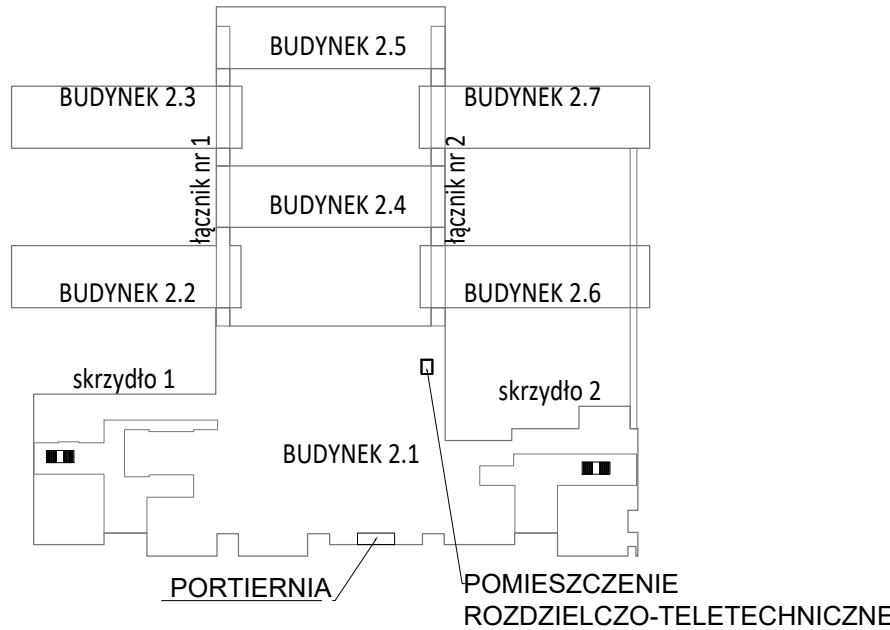 BUDYNEK 2.5
BUDYNEK 2.3
BUDYNEK 2.7
łącznik nr 1
łącznik nr 2
BUDYNEK 2.4
BUDYNEK 2.2
BUDYNEK 2.6
skrzydło 1
skrzydło 2
BUDYNEK 2.1
PORTIERNIA
POMIESZCZENIE
ROZDZIELCZO-TELETECHNICZNE